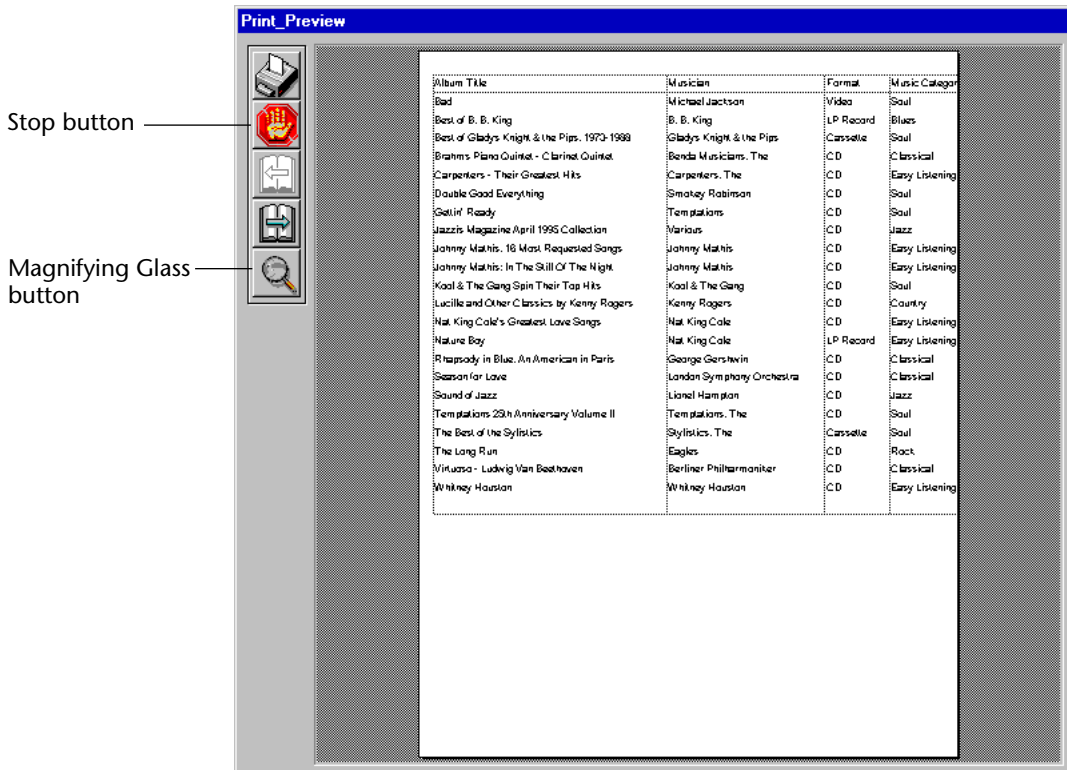 Print_Preview
Stop button
Magnifying Glass
button
Album Title Musician Format Music Categor
Bad Michael Jackson Video Soul
Best of B. B. King B. B. King LP Record Blues
Best of Gladys Knight & the Pips, 1973-1988 Gladys Knight & the Pips Cassette Soul
Brahms Piano Quintet - Clarinet Quintet Benda Musicians, The CD Classical
Carpenters - Their Greatest Hits Carpenters, The CD Easy Listening
Double Good Everything Smokey Robinson CD Soul
Gettin' Ready Temptations CD Soul
Jazzis Magazine April 1995 Collection Various CD Jazz
Johnny Mathis, 16 Most Requested Songs Johnny Mathis CD Easy Listening
Johnny Mathis: In The Still Of The Night Johnny Mathis CD Easy Listening
Kool & The Gang Spin Their Top Hits Kool & The Gang CD Soul
Lucille and Other Classics by Kenny Rogers Kenny Rogers CD Country
Nat King Cole's Greatest Love Songs Nat King Cole CD Easy Listening
Nature Boy Nat King Cole LP Record Easy Listening
Rhapsody in Blue, An American in Paris George Gershwin CD Classical
Season for Love London Symphony Orchestra CD Classical
Sound of Jazz Lionel Hampton CD Jazz
Temptations 25th Anniversary Volume II Temptations, The CD Soul
The Best of the Sylistics Stylistics, The Cassette Soul
The Long Run Eagles CD Rock
Virtuoso - Ludwig Van Beethoven Berliner Philharmoniker CD Classical
Whitney Houston Whitney Houston CD Easy Listening